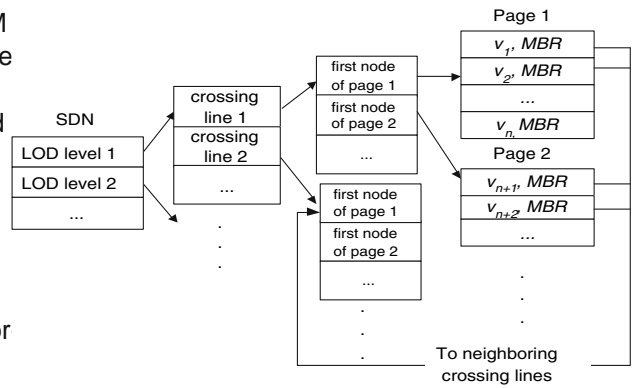 M
e
d
or
SDN
LOD level 1
LOD level 2
...
crossing
line 1
crossing
line 2
...
.
.
.
first node
of page 1
first node
of page 2
...
first node
of page 1
first node
of page 2
...
.
.
.
Page 1
v1, MBR
v2, MBR
...
vn, MBR
Page 2
vn+1, MBR
vn+2, MBR
...
.
.
.
To neighboring
crossing lines